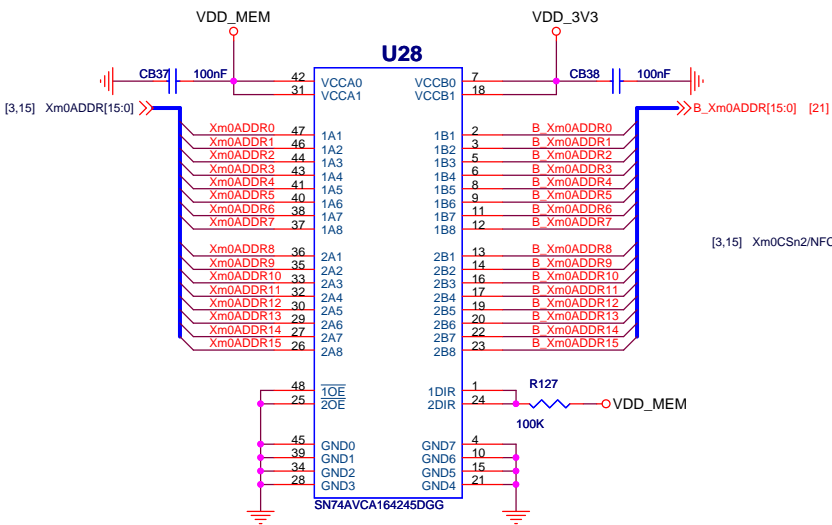 VDD_MEM VDD_3V3
U28
CB37 100nF CB38 100nF
42 VCCA0 VCCB0 7
31 VCCA1 VCCB1 18
[3,15] Xm0ADDR[15:0] B_Xm0ADDR[15:0] [21]
Xm0ADDR0 47 1A1 1B1 2 B_Xm0ADDR0
Xm0ADDR1 46 1A2 1B2 3 B_Xm0ADDR1
Xm0ADDR2 44 1A3 1B3 5 B_Xm0ADDR2
Xm0ADDR3 43 1A4 1B4 6 B_Xm0ADDR3
Xm0ADDR4 41 1A5 1B5 8 B_Xm0ADDR4
Xm0ADDR5 40 1A6 1B6 9 B_Xm0ADDR5
Xm0ADDR6 38 1A7 1B7 11 B_Xm0ADDR6
Xm0ADDR7 37 1A8 1B8 12 B_Xm0ADDR7
[3,15] Xm0CSn2/NFC
Xm0ADDR8 36 2A1 2B1 13 B_Xm0ADDR8
Xm0ADDR9 35 2A2 2B2 14 B_Xm0ADDR9
Xm0ADDR10 33 2A3 2B3 16 B_Xm0ADDR10
Xm0ADDR11 32 2A4 2B4 17 B_Xm0ADDR11
Xm0ADDR12 30 2A5 2B5 19 B_Xm0ADDR12
Xm0ADDR13 29 2A6 2B6 20 B_Xm0ADDR13
Xm0ADDR14 27 2A7 2B7 22 B_Xm0ADDR14
Xm0ADDR15 26 2A8 2B8 23 B_Xm0ADDR15
48 1OE 1DIR 1 R127
25 2OE 2DIR 24 VDD_MEM
100K
45 GND0 GND7 4
39 GND1 GND6 10
34 GND2 GND5 15
28 GND3 GND4 21
SN74AVCA164245DGG